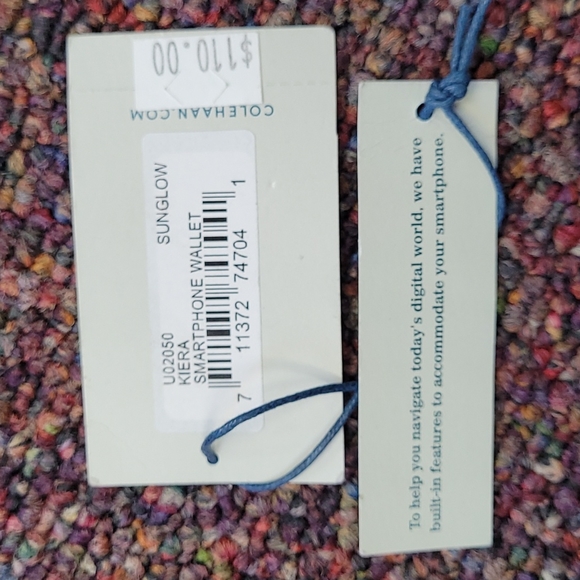 $110.00
COLEHAAN.COM
U02050 SUNGLOW
KIERA
SMARTPHONE WALLET
7 11372 74704 1
To help you navigate today's digital world, we have
built-in features to accommodate your smartphone.